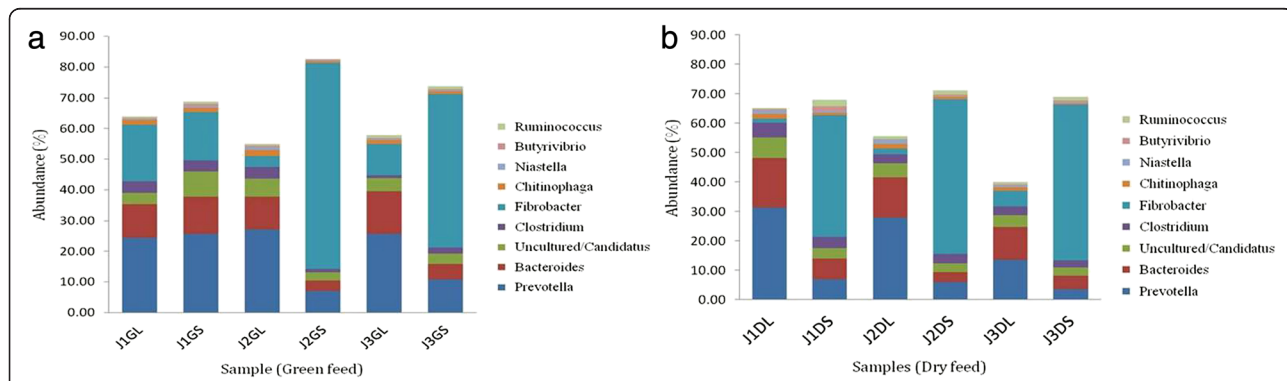 a
90.00
80.00
70.00
60.00
50.00
40.00
30.00
20.00
10.00
0.00
Abundance (%)
J1GL
J1GS
J2GL
J2GS
J3GL
J3GS
Sample (Green feed)
Ruminococcus
Butyrivibrio
Niastella
Chitinophaga
Fibrobacter
Clostridium
Uncultured/Candidatus
Bacteroides
Prevotella
b
90.00
80.00
70.00
60.00
50.00
40.00
30.00
20.00
10.00
0.00
Abundance (%)
J1DL
J1DS
J2DL
J2DS
J3DL
J3DS
Samples (Dry feed)
Ruminococcus
Butyrivibrio
Niastella
Chitinophaga
Fibrobacter
Clostridium
Uncultured/Candidatus
Bacteroides
Prevotella